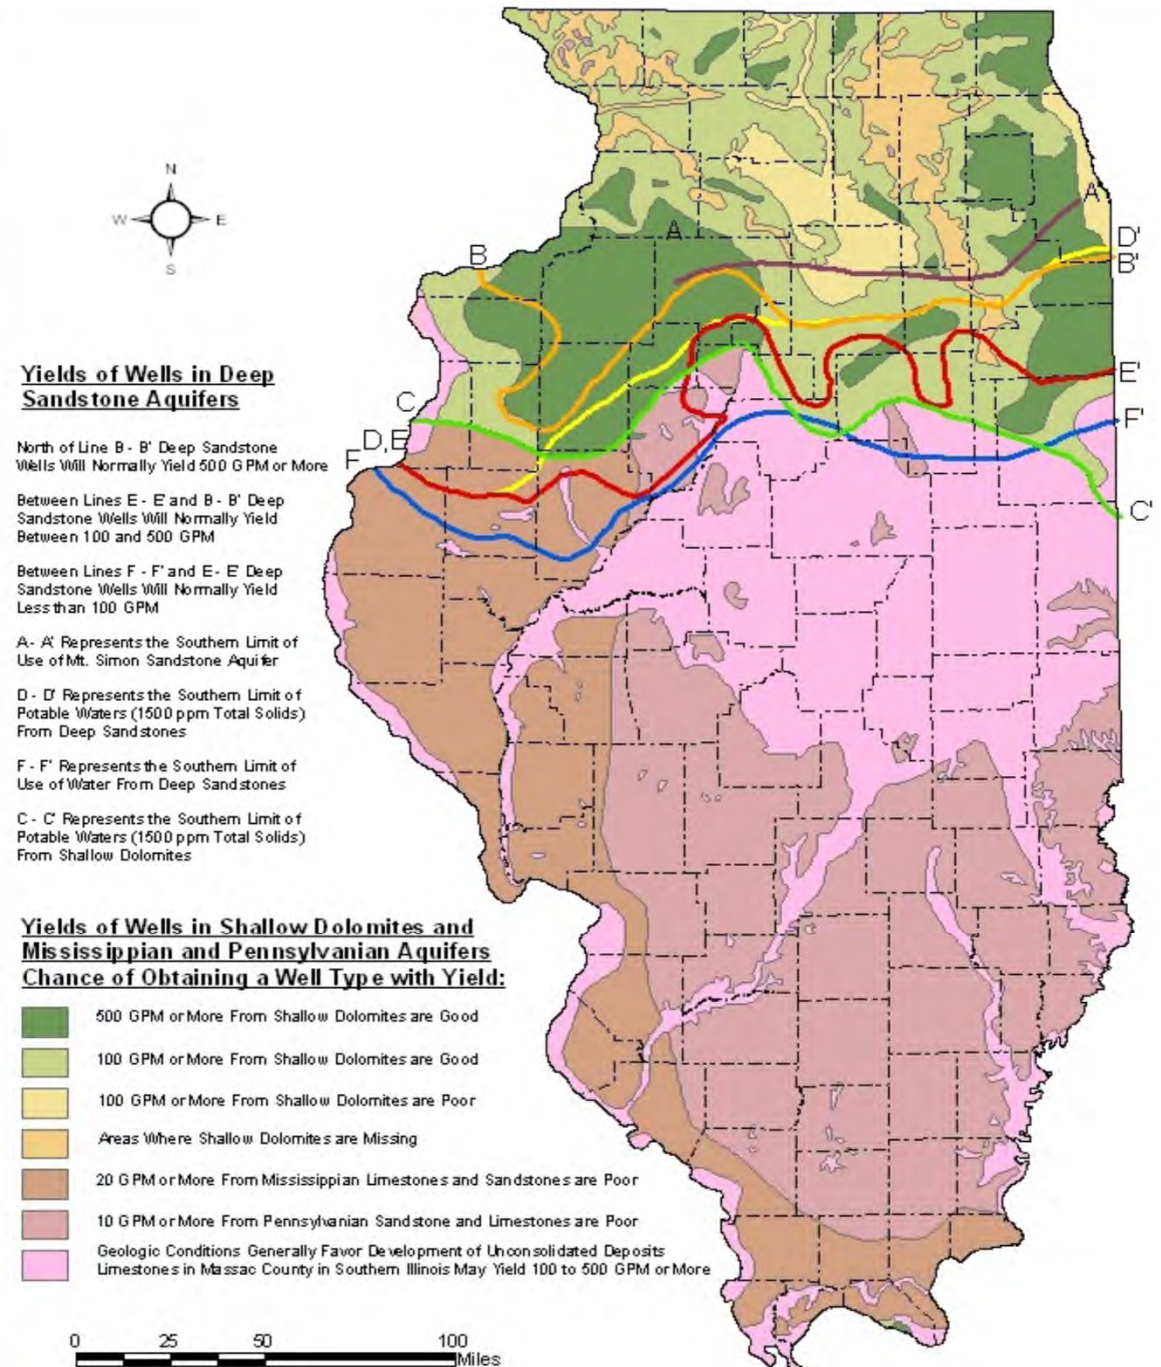 N
W
E
S
A
A'
B
D'
B'
C
D, E
F
E'
F'
C'
Yields of Wells in Deep
Sandstone Aquifers
North of Line B - B' Deep Sandstone
Wells Will Normally Yield 500 GPM or More
Between Lines E - E' and B - B' Deep
Sandstone Wells Will Normally Yield
Between 100 and 500 GPM
Between Lines F - F' and E - E' Deep
Sandstone Wells Will Normally Yield
Less than 100 GPM
A - A' Represents the Southern Limit of
Use of Mt. Simon Sandstone Aquifer
D - D' Represents the Southern Limit of
Potable Waters (1500 ppm Total Solids)
From Deep Sandstones
F - F' Represents the Southern Limit of
Use of Water From Deep Sandstones
C - C' Represents the Southern Limit of
Potable Waters (1500 ppm Total Solids)
From Shallow Dolomites
Yields of Wells in Shallow Dolomites and
Mississippian and Pennsylvanian Aquifers
Chance of Obtaining a Well Type with Yield:
500 GPM or More From Shallow Dolomites are Good
100 GPM or More From Shallow Dolomites are Good
100 GPM or More From Shallow Dolomites are Poor
Areas Where Shallow Dolomites are Missing
20 GPM or More From Mississippian Limestones and Sandstones are Poor
10 GPM or More From Pennsylvanian Sandstone and Limestones are Poor
Geologic Conditions Generally Favor Development of Unconsolidated Deposits
Limestones in Massac County in Southern Illinois May Yield 100 to 500 GPM or More
0 25 50 100
Miles